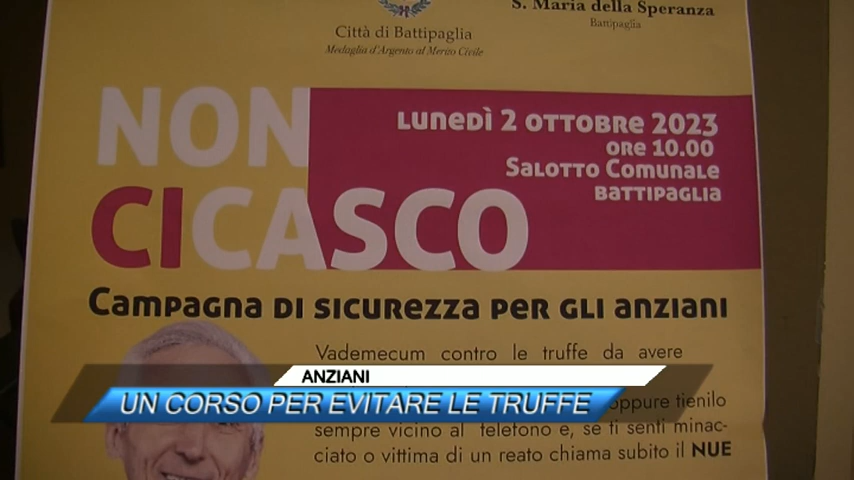 S. Maria della Speranza
Battipaglia
Città di Battipaglia
Medaglia d'Argento al Merito Civile
NON
CICASCO
LUNEDÌ 2 OTTOBRE 2023
ORE 10.00
SALOTTO COMUNALE
BATTIPAGLIA
CAMPAGNA DI SICUREZZA PER GLI ANZIANI
Vademecum contro le truffe da avere
ANZIANI
UN CORSO PER EVITARE LE TRUFFE
oppure tienilo
sempre vicino al telefono e, se ti senti minac-
ciato o vittima di un reato chiama subito il NUE